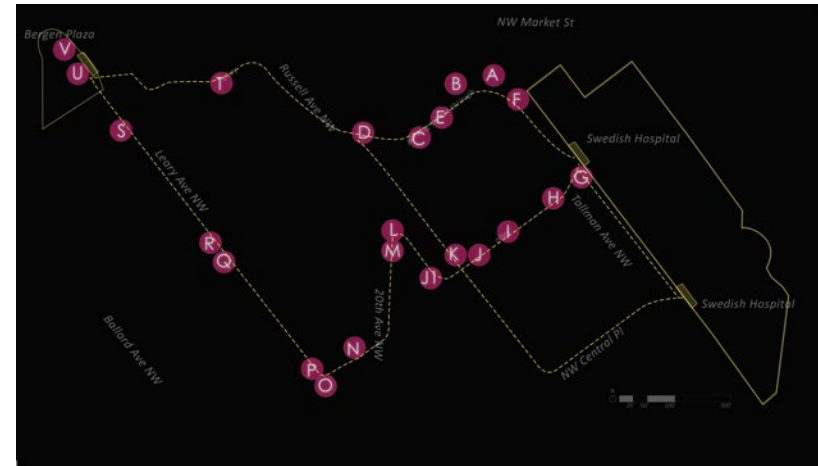 NW Market St
Bergen Plaza
V
U
T
Russell Ave NW
B
A
F
E
C
D
S
Swedish Hospital
G
Leary Ave NW
H
Tallman Ave NW
L
I
R
M
K
J
Q
J1
20th Ave NW
Swedish Hospital
Ballard Ave NW
N
NW Central Pl
P
O